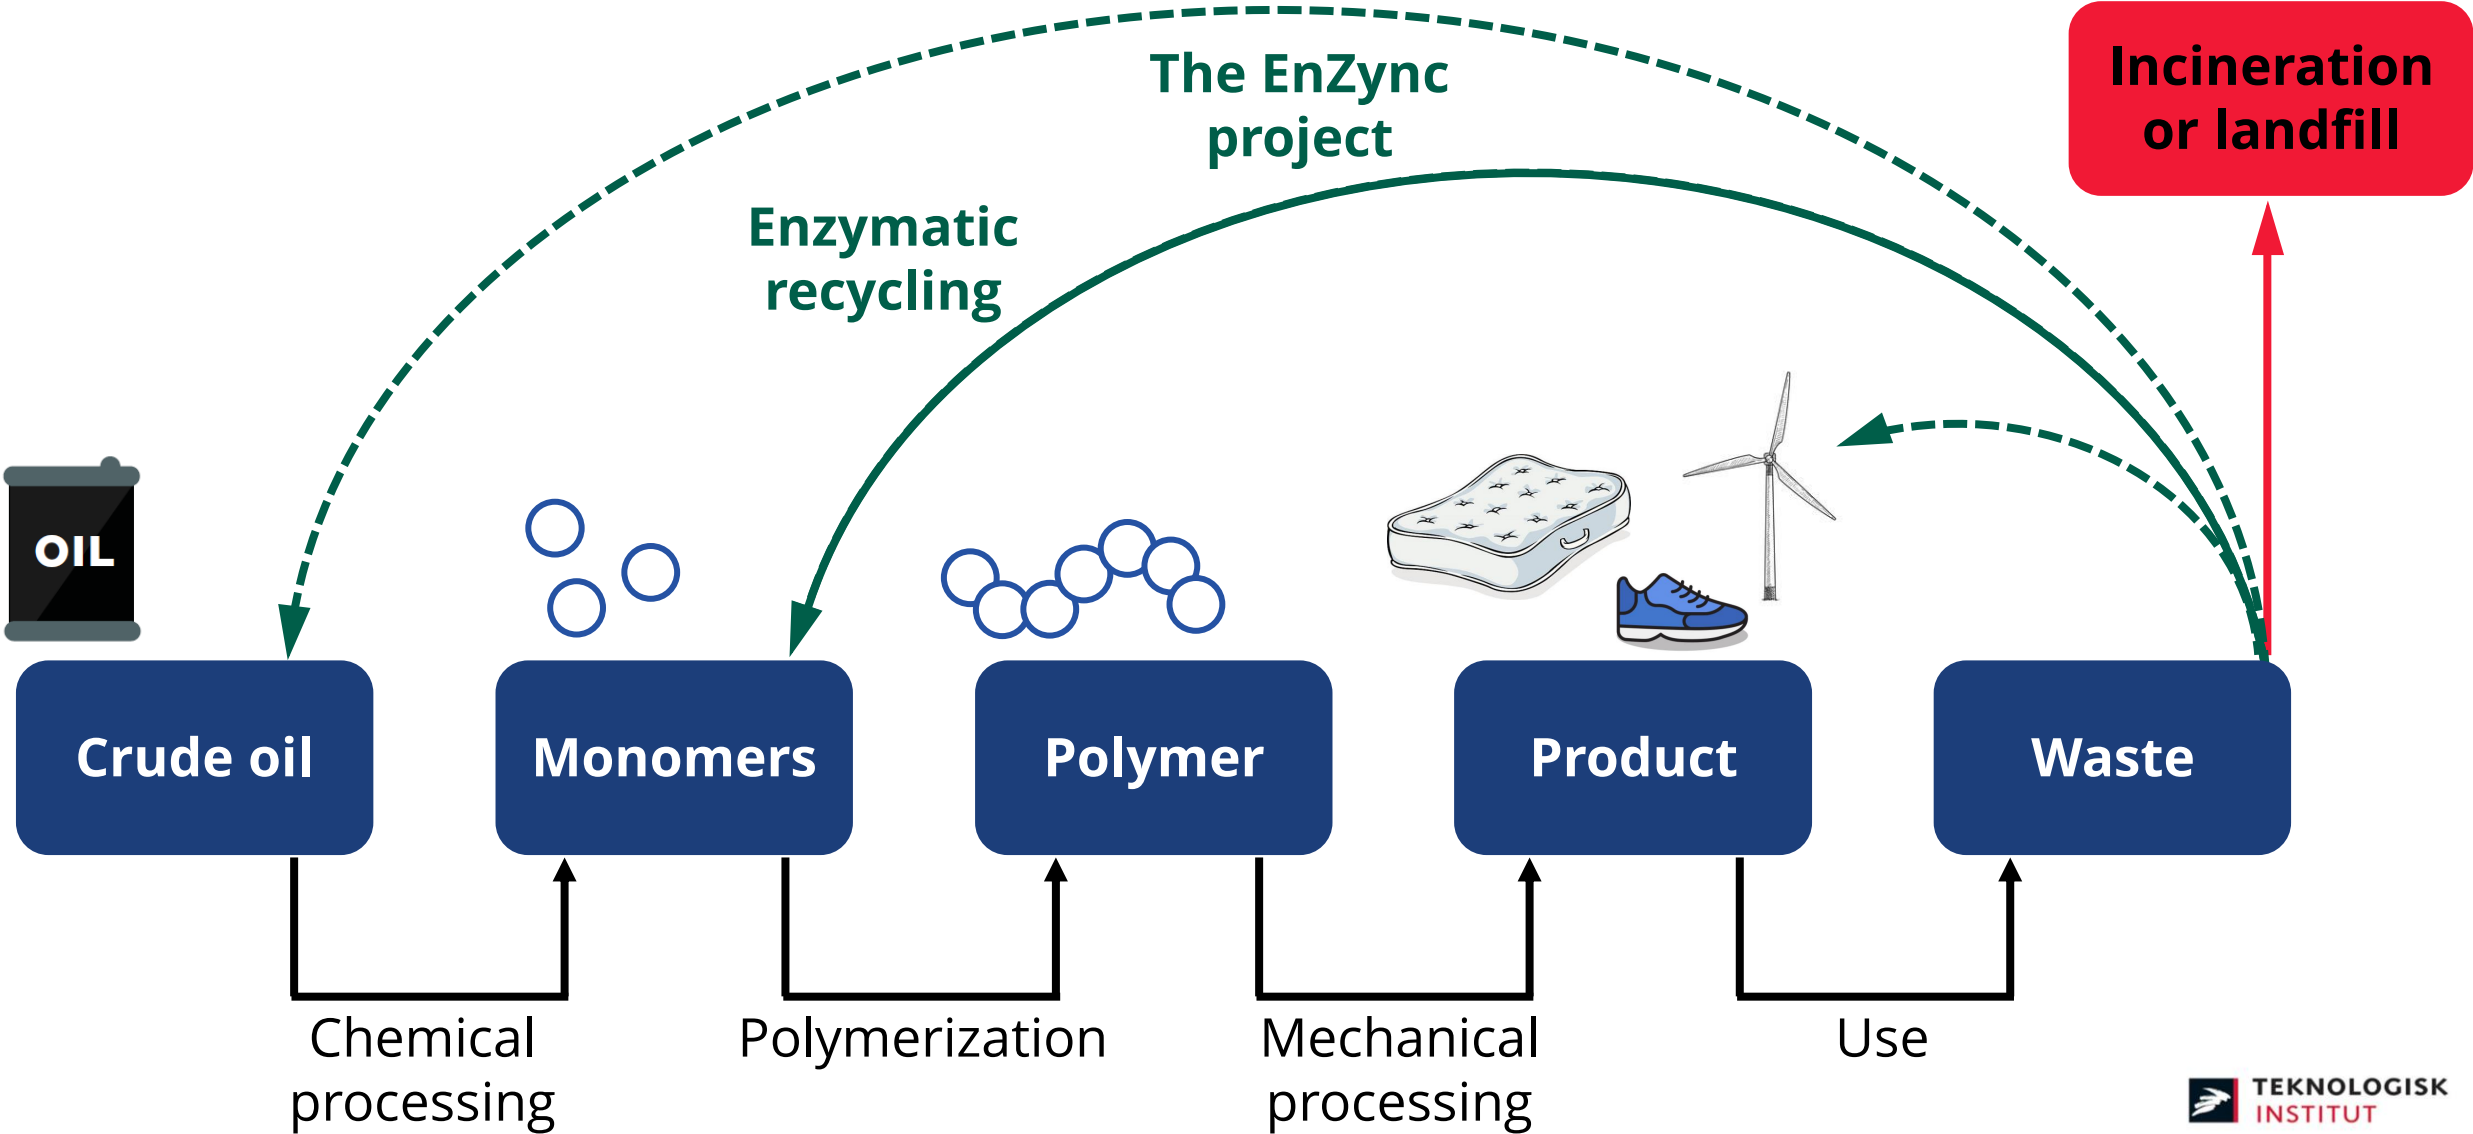 The EnZync
project
Incineration
or landfill
Enzymatic
recycling
OIL
Crude oil
Monomers
Polymer
Product
Waste
Chemical
processing
Polymerization
Mechanical
processing
Use
TEKNOLOGISK
INSTITUT